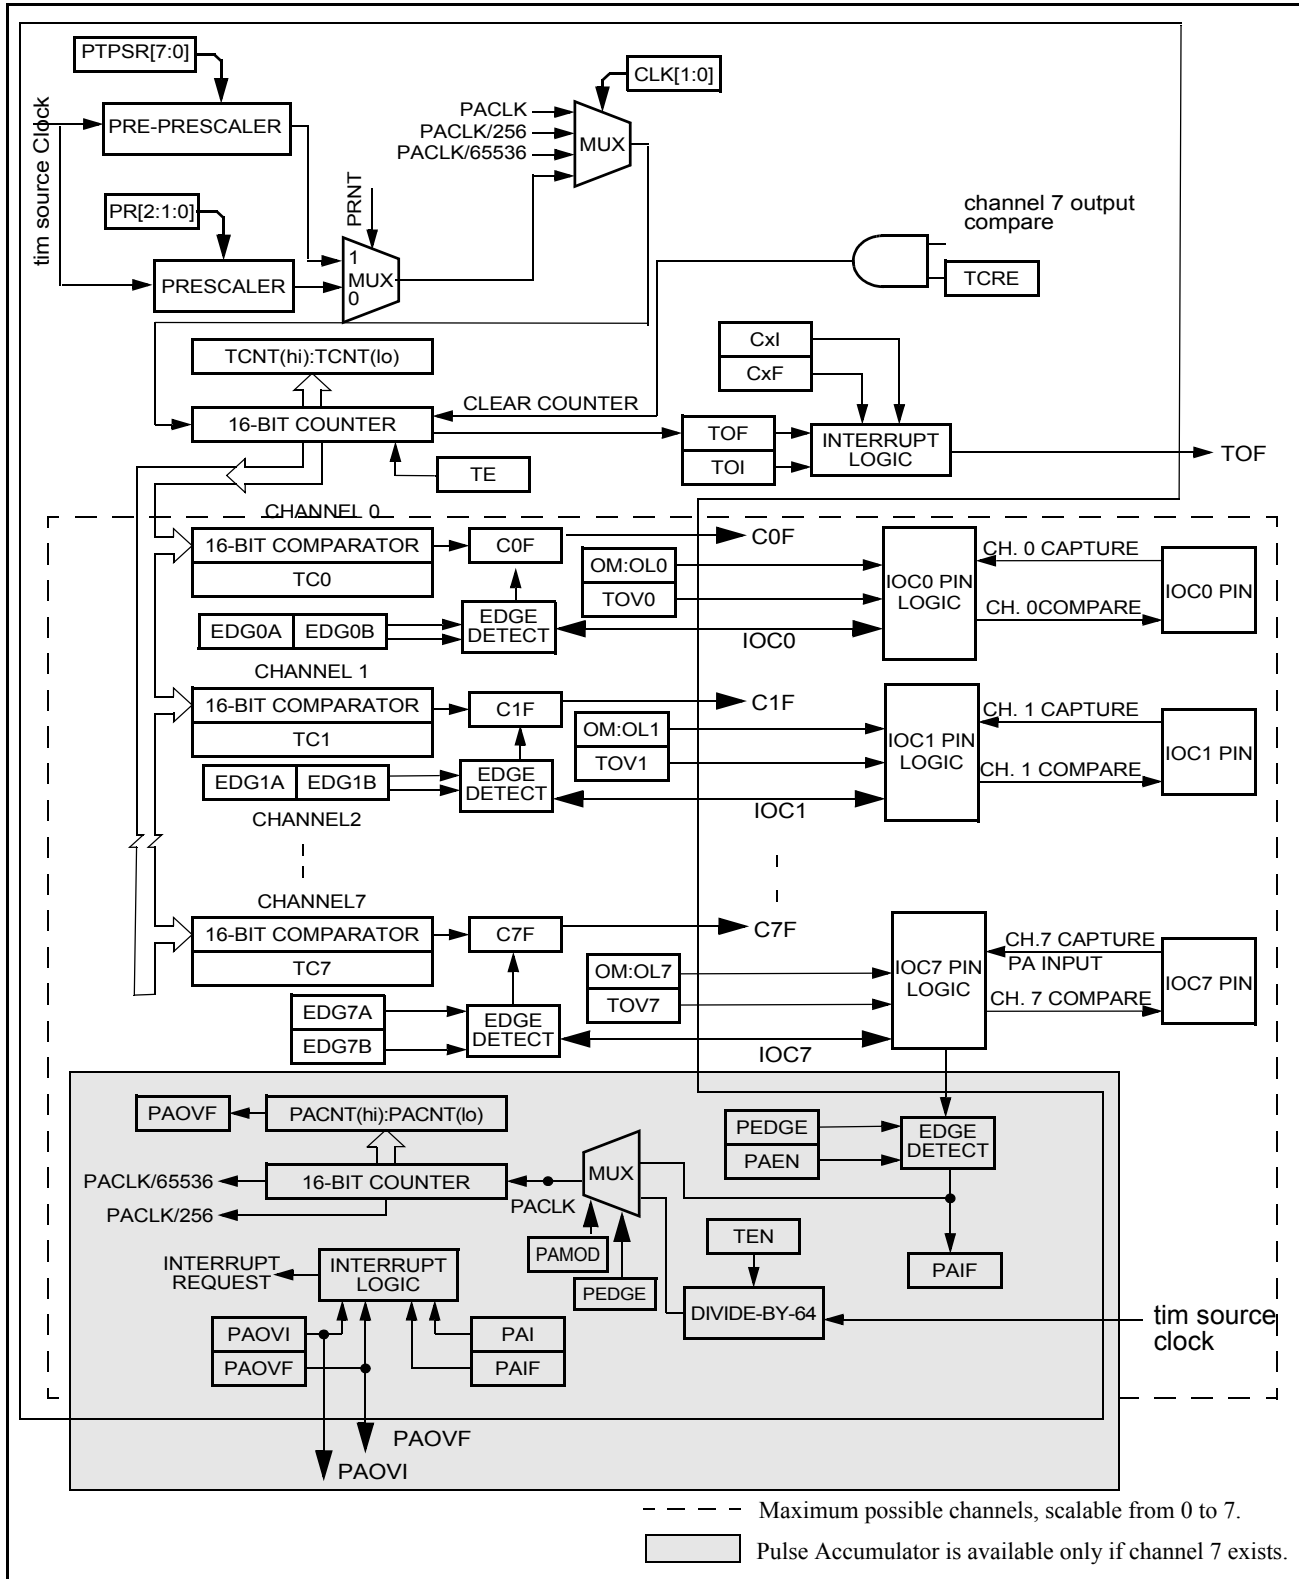 PTPSR[7:0]
CLK[1:0]
tim source Clock
PRE-PRESCALER
PACLK
PACLK/256
PACLK/65536
MUX
PR[2:1:0]
PRNT
channel 7 output
compare
1
MUX
0
PRESCALER
TCRE
TCNT(hi):TCNT(lo)
CxI
CxF
CLEAR COUNTER
16-BIT COUNTER
TOF
TOI
INTERRUPT
LOGIC
TOF
TE
CHANNEL 0
16-BIT COMPARATOR
TC0
C0F
C0F
OM:OL0
TOV0
IOC0 PIN
LOGIC
CH. 0 CAPTURE
CH. 0COMPARE
IOC0 PIN
EDG0A
EDG0B
EDGE
DETECT
IOC0
CHANNEL 1
16-BIT COMPARATOR
TC1
C1F
C1F
OM:OL1
TOV1
IOC1 PIN
LOGIC
CH. 1 CAPTURE
CH. 1 COMPARE
IOC1 PIN
EDG1A
EDG1B
EDGE
DETECT
IOC1
CHANNEL2
CHANNEL7
16-BIT COMPARATOR
TC7
C7F
C7F
OM:OL7
TOV7
IOC7 PIN
LOGIC
CH.7 CAPTURE
PA INPUT
CH. 7 COMPARE
IOC7 PIN
EDG7A
EDG7B
EDGE
DETECT
IOC7
PAOVF
PACNT(hi):PACNT(lo)
PEDGE
PAEN
EDGE
DETECT
MUX
PACLK/65536
16-BIT COUNTER
PACLK
PACLK/256
TEN
PAMOD
INTERRUPT
REQUEST
INTERRUPT
LOGIC
PAIF
PEDGE
DIVIDE-BY-64
tim source
clock
PAOVI
PAOVF
PAI
PAIF
PAOVF
PAOVI
Maximum possible channels, scalable from 0 to 7.
Pulse Accumulator is available only if channel 7 exists.